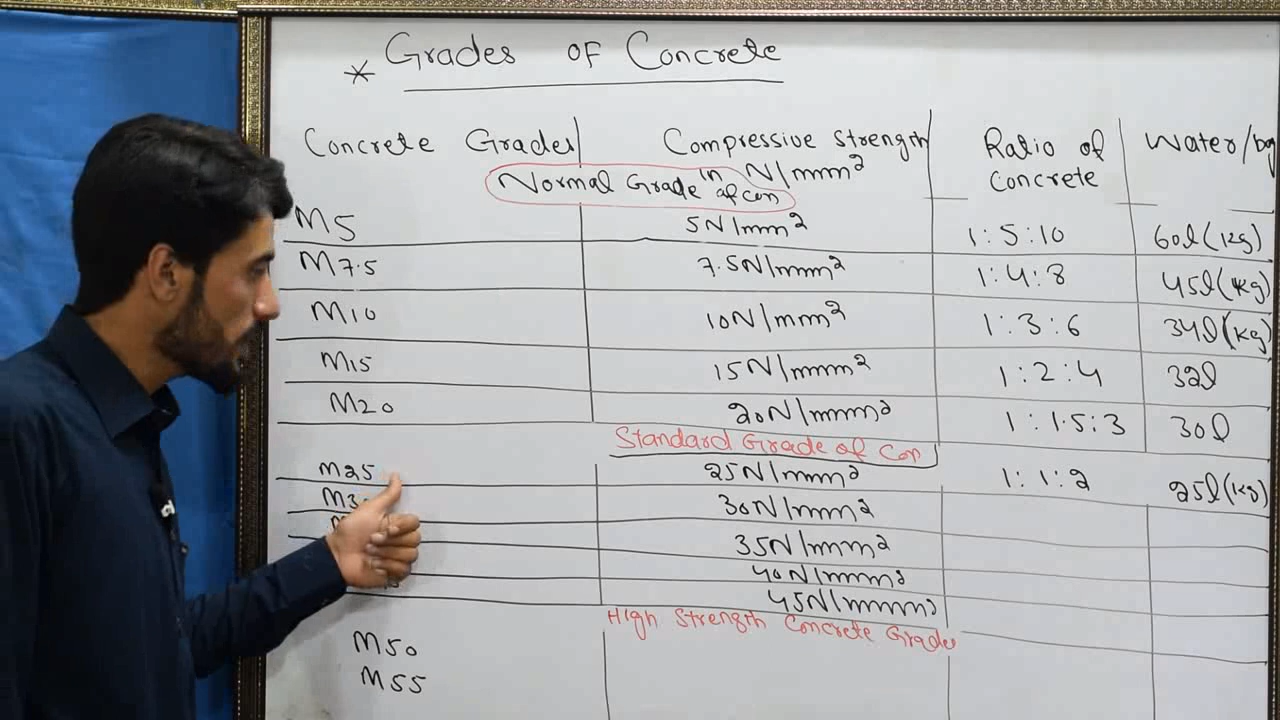 * Grades of Concrete
Concrete Grades Compressive Strength in N/mm² Ratio of Concrete Water/bag
Normal Grade of con
M5 5N/mm² 1:5:10 60l(kg)
M7.5 7.5N/mm² 1:4:8 45l(kg)
M10 10N/mm² 1:3:6 34l(kg)
M15 15N/mm² 1:2:4 32l
M20 20N/mm² 1:1.5:3 30l
Standard Grade of Con
M25 25N/mm² 1:1:2 25l(kg)
30N/mm²
35N/mm²
40N/mm²
45N/mm²
High Strength Concrete Grades
M50
M55